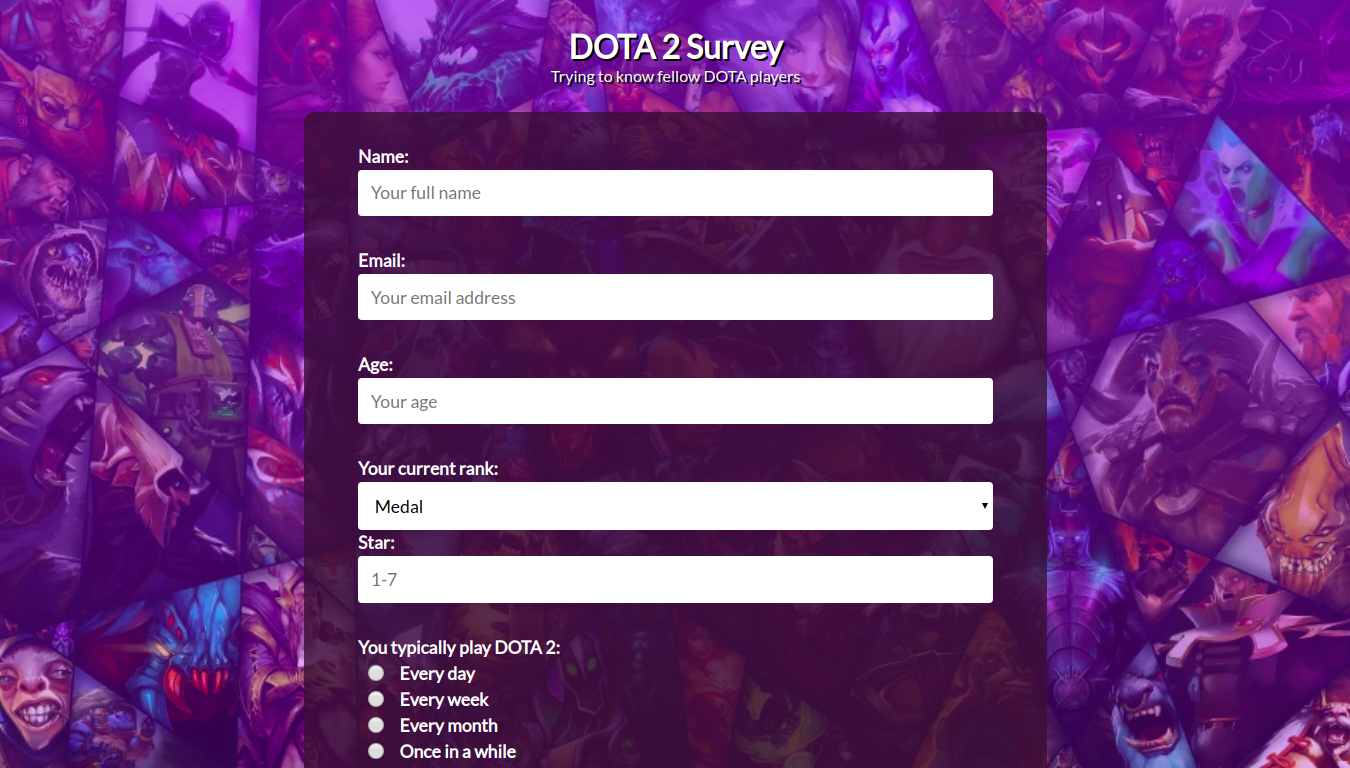 DOTA 2 Survey
Trying to know fellow DOTA players
Name:
Your full name
Email:
Your email address
Age:
Your age
Your current rank:
Medal
Star:
1-7
You typically play DOTA 2:
Every day
Every week
Every month
Once in a while